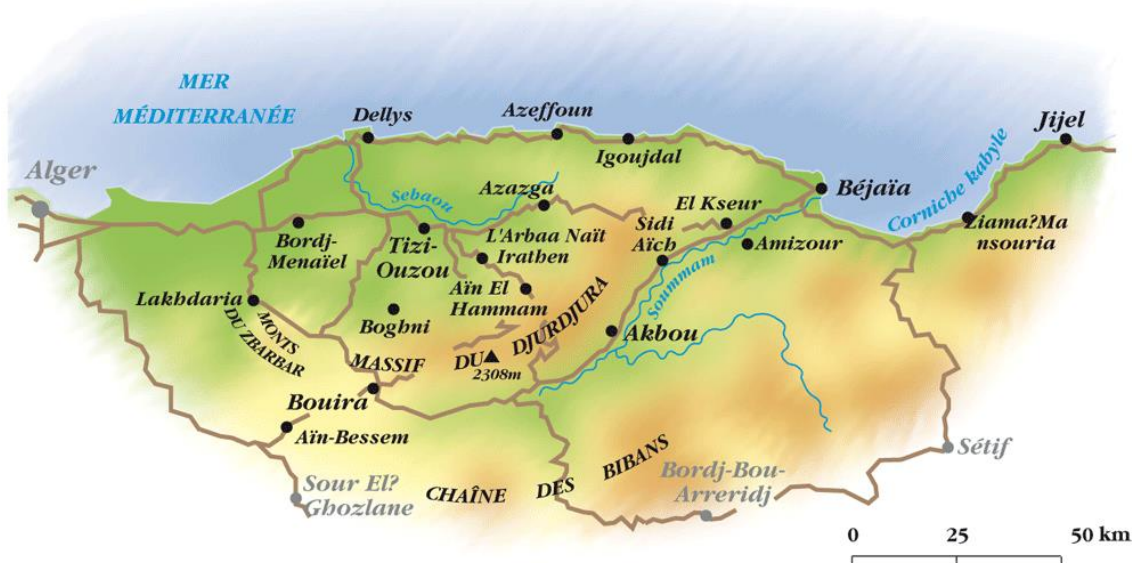 MER
MÉDITERRANÉE
Dellys
Azeffoun
Igoujdal
Jijel
Alger
Sebaou
Azazga
Béjaïa
Corniche kabyle
El Kseur
Ziama?Ma
nsouria
Bordj-
Menaïel
Tizi-
Ouzou
L'Arbaa Naït
Irathen
Sidi
Aïch
Amizour
Aïn El
Hammam
Soummam
Lakhdaria
Boghni
Akbou
MONTS
DU ZBARBAR
MASSIF DU DJURDJURA
2308m
Bouira
Aïn-Bessem
Sétif
Sour El?
Ghozlane
CHAÎNE DES BIBANS
Bordj-Bou-
Arreridj
0 25 50 km